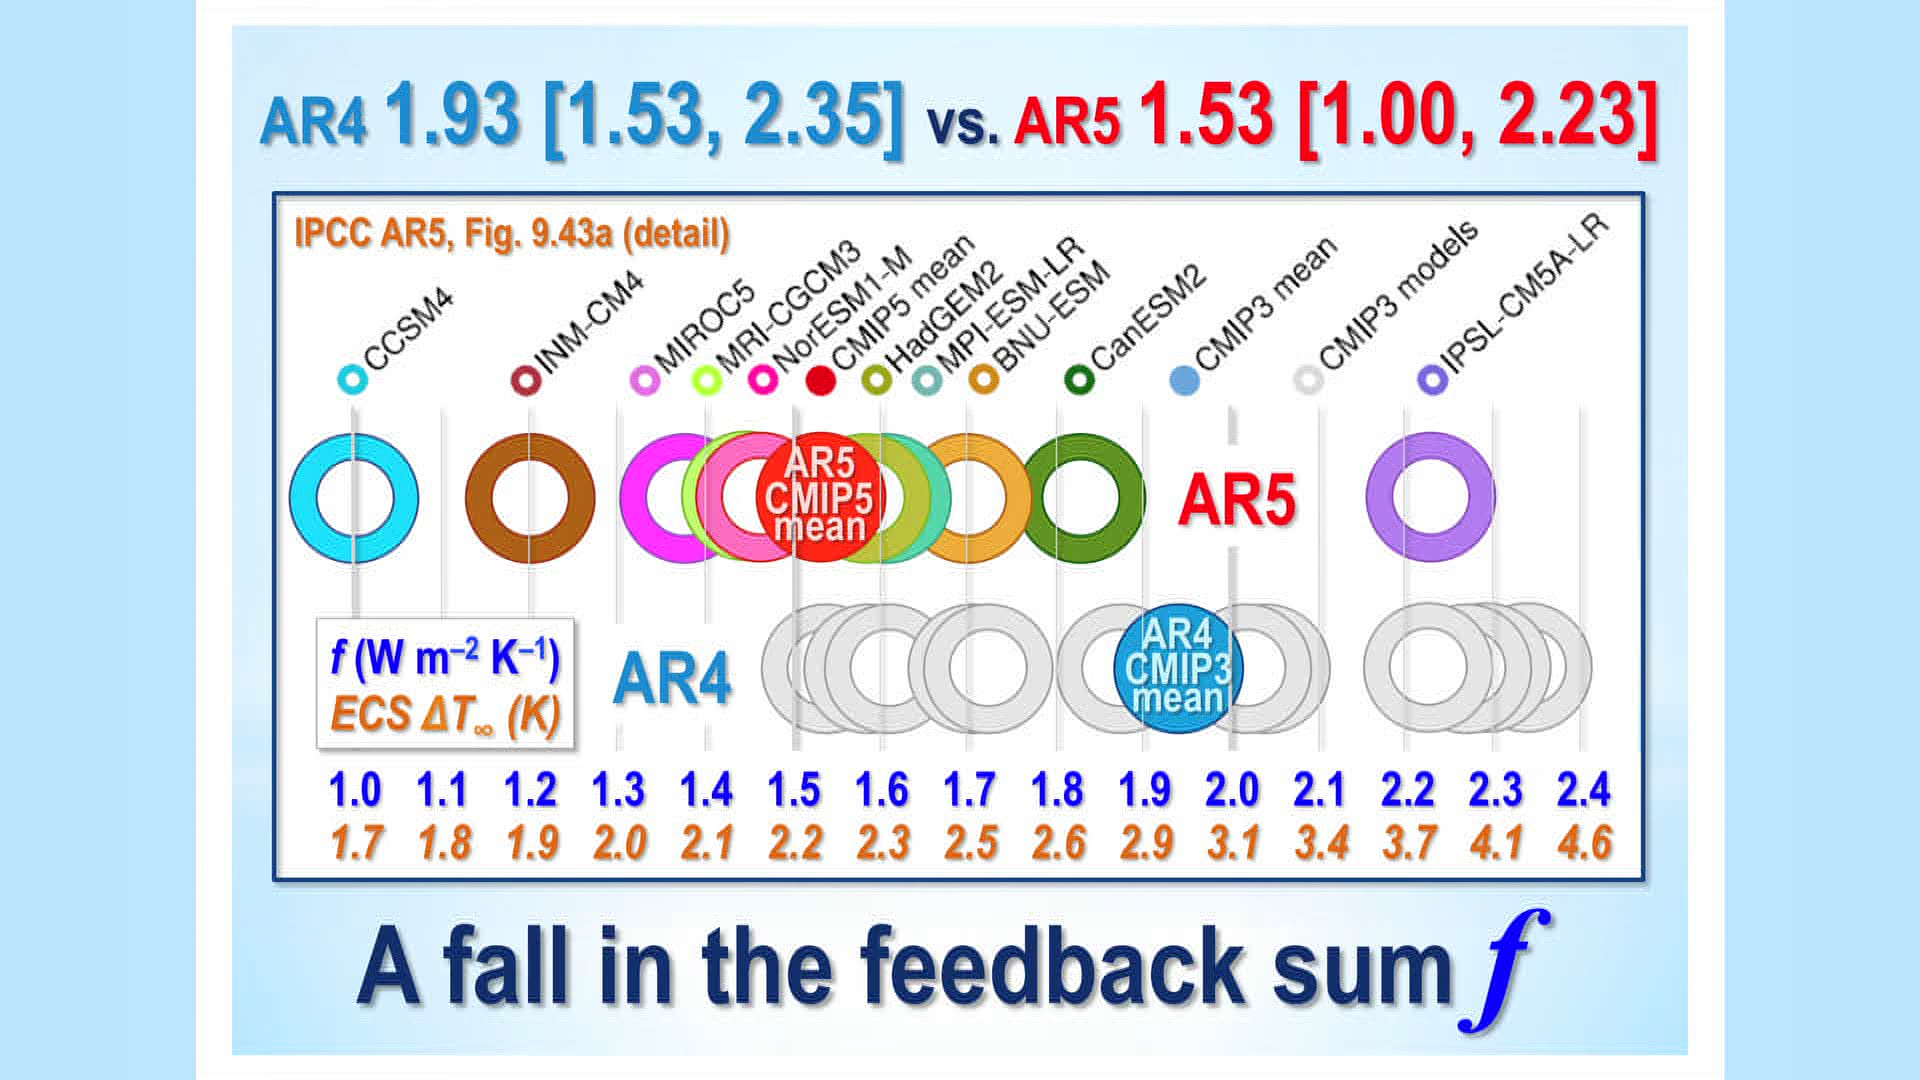 AR4 1.93 [1.53, 2.35] vs. AR5 1.53 [1.00, 2.23]
IPCC AR5, Fig. 9.43a (detail)
CCSM4
INM-CM4
MIROC5
MRI-CGCM3
NorESM1-M
CMIP5 mean
HadGEM2
MPI-ESM-LR
BNU-ESM
CanESM2
CMIP3 mean
CMIP3 models
IPSL-CM5A-LR
AR5
CMIP5
mean
AR5
f (W m⁻² K⁻¹)
ECS ΔT∞ (K)
AR4
AR4
CMIP3
mean
1.0 1.1 1.2 1.3 1.4 1.5 1.6 1.7 1.8 1.9 2.0 2.1 2.2 2.3 2.4
1.7 1.8 1.9 2.0 2.1 2.2 2.3 2.5 2.6 2.9 3.1 3.4 3.7 4.1 4.6
A fall in the feedback sum f